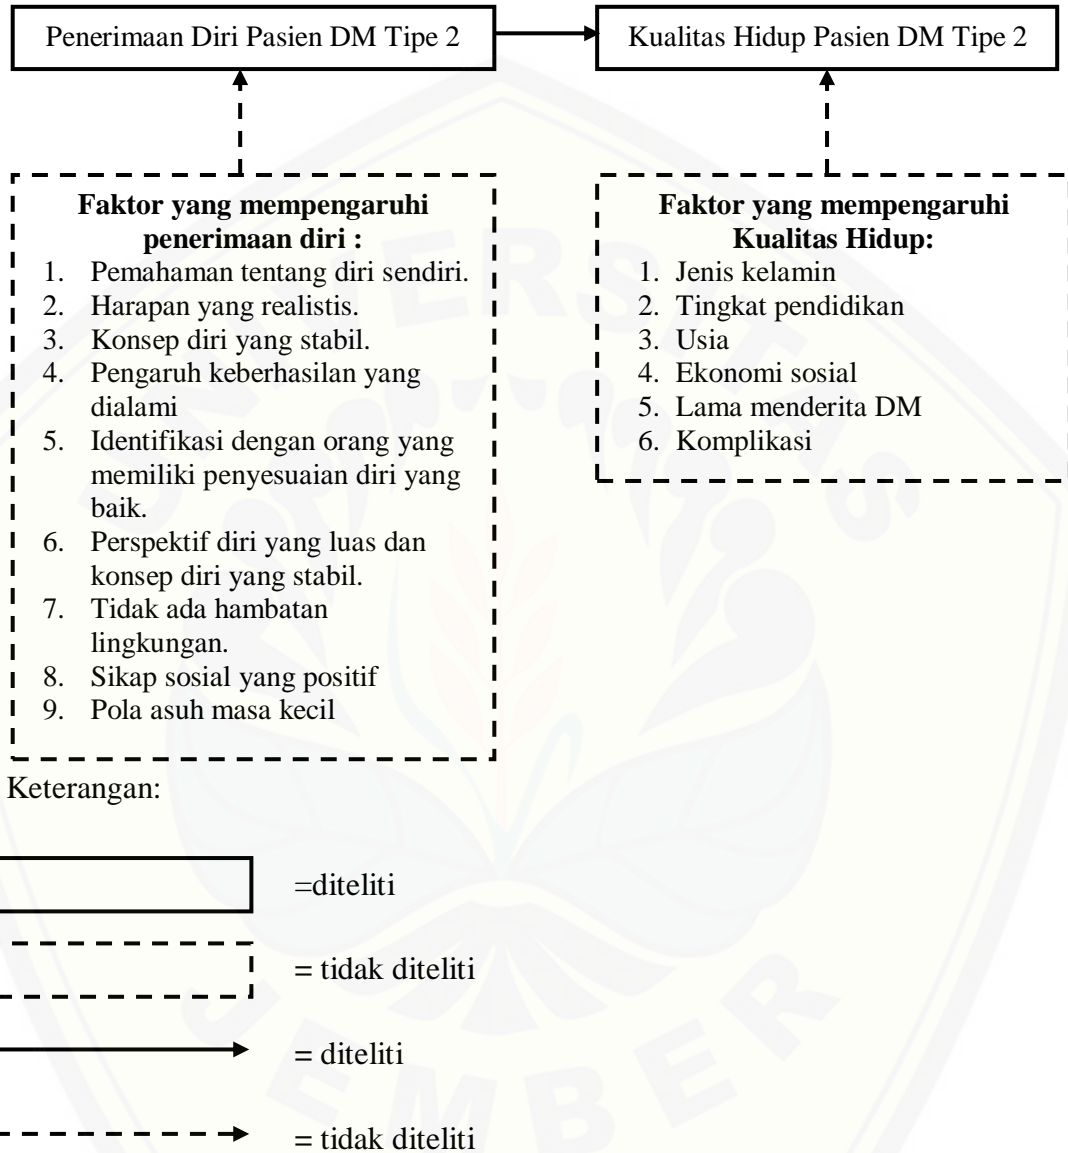 Penerimaan Diri Pasien DM Tipe 2
Kualitas Hidup Pasien DM Tipe 2
Faktor yang mempengaruhi
penerimaan diri :
1. Pemahaman tentang diri sendiri.
2. Harapan yang realistis.
3. Konsep diri yang stabil.
4. Pengaruh keberhasilan yang
dialami
5. Identifikasi dengan orang yang
memiliki penyesuaian diri yang
baik.
6. Perspektif diri yang luas dan
konsep diri yang stabil.
7. Tidak ada hambatan
lingkungan.
8. Sikap sosial yang positif
9. Pola asuh masa kecil
Faktor yang mempengaruhi
Kualitas Hidup:
1. Jenis kelamin
2. Tingkat pendidikan
3. Usia
4. Ekonomi sosial
5. Lama menderita DM
6. Komplikasi
Keterangan:
=diteliti
= tidak diteliti
= diteliti
= tidak diteliti
UNIVERSITAS
JEMBER